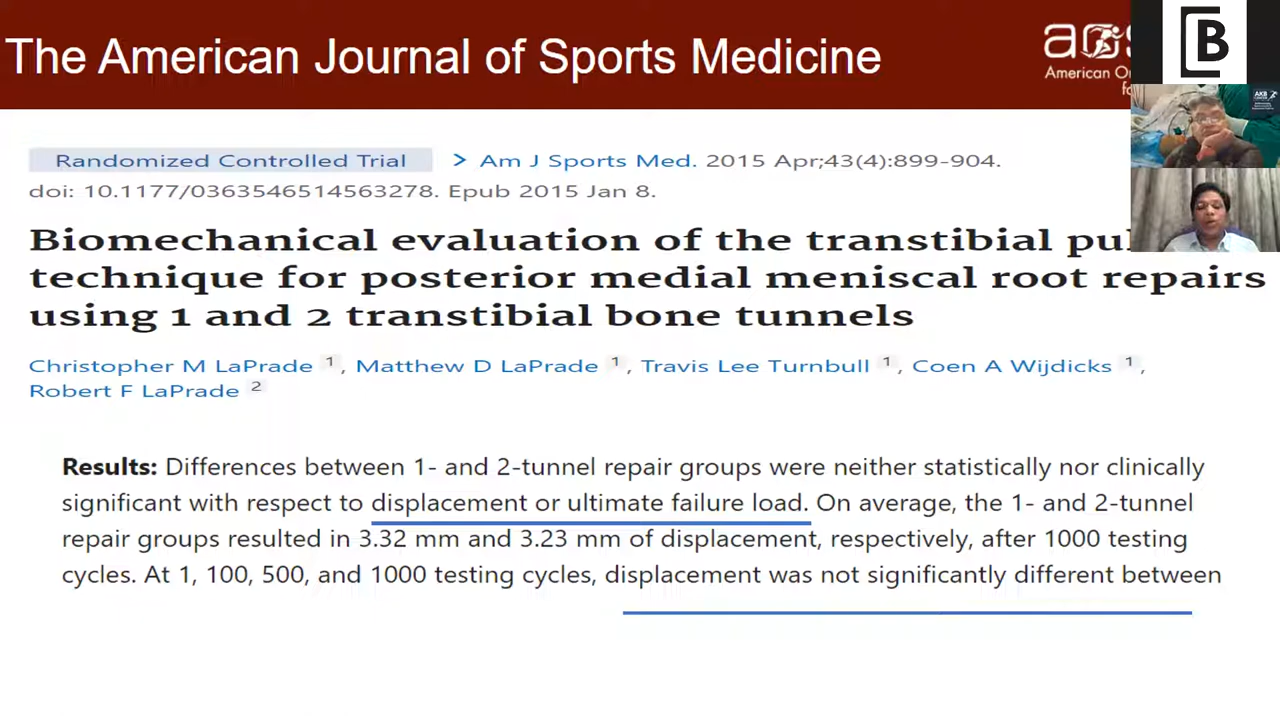 The American Journal of Sports Medicine
American
B
AKB
Randomized Controlled Trial > Am J Sports Med. 2015 Apr;43(4):899-904.
doi: 10.1177/0363546514563278. Epub 2015 Jan 8.
Biomechanical evaluation of the transtibial
technique for posterior medial meniscal root repairs
using 1 and 2 transtibial bone tunnels
Christopher M LaPrade 1, Matthew D LaPrade 1, Travis Lee Turnbull 1, Coen A Wijdicks 1,
Robert F LaPrade 2
Results: Differences between 1- and 2-tunnel repair groups were neither statistically nor clinically
significant with respect to displacement or ultimate failure load. On average, the 1- and 2-tunnel
repair groups resulted in 3.32 mm and 3.23 mm of displacement, respectively, after 1000 testing
cycles. At 1, 100, 500, and 1000 testing cycles, displacement was not significantly different between